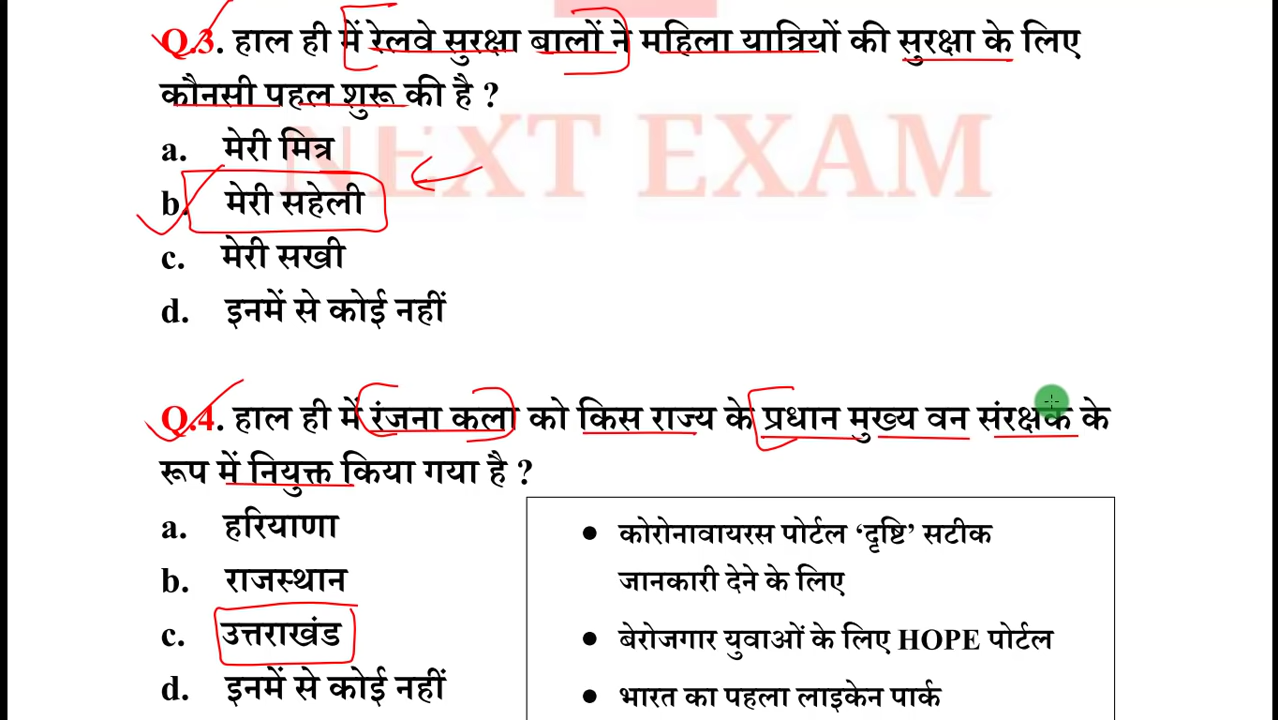 Q.3. हाल ही में रेलवे सुरक्षा बालों ने महिला यात्रियों की सुरक्षा के लिए
कौनसी पहल शुरू की है ?
NEXT EXAM
a. मेरी मित्र
b. मेरी सहेली
c. मेरी सखी
d. इनमें से कोई नहीं
Q.4. हाल ही में रंजना कला को किस राज्य के प्रधान मुख्य वन संरक्षक के
रूप में नियुक्त किया गया है ?
a. हरियाणा
b. राजस्थान
c. उत्तराखंड
d. इनमें से कोई नहीं
• कोरोनावायरस पोर्टल ‘दृष्टि’ सटीक
जानकारी देने के लिए
• बेरोजगार युवाओं के लिए HOPE पोर्टल
• भारत का पहला लाइकेन पार्क